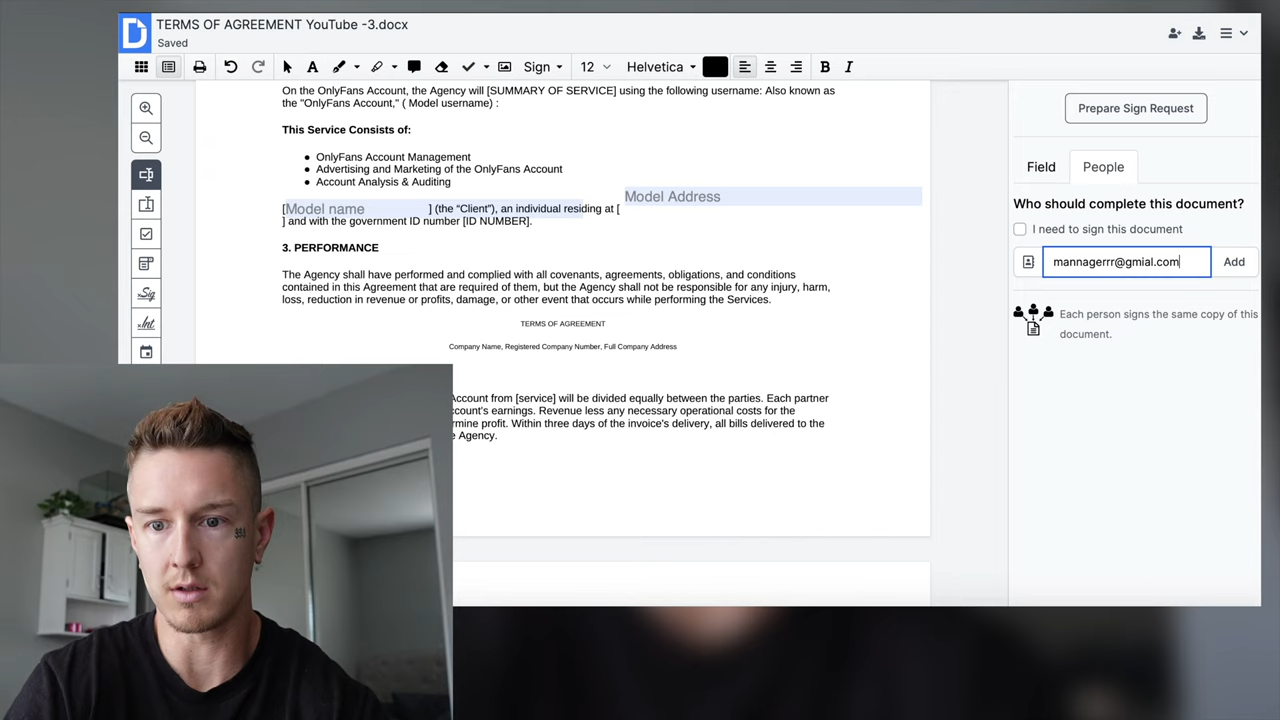 TERMS OF AGREEMENT YouTube -3.docx
Saved
Sign
12
Helvetica
B
I
On the OnlyFans Account, the Agency will [SUMMARY OF SERVICE] using the following username: Also known as
the "OnlyFans Account," ( Model username) :
This Service Consists of:
● OnlyFans Account Management
● Advertising and Marketing of the OnlyFans Account
● Account Analysis & Auditing
Model Address
[Model name ] (the “Client”), an individual residing at [
] and with the government ID number [ID NUMBER].
3. PERFORMANCE
The Agency shall have performed and complied with all covenants, agreements, obligations, and conditions
contained in this Agreement that are required of them, but the Agency shall not be responsible for any injury, harm,
loss, reduction in revenue or profits, damage, or other event that occurs while performing the Services.
TERMS OF AGREEMENT
Company Name, Registered Company Number, Full Company Address
Account from [service] will be divided equally between the parties. Each partner
count's earnings. Revenue less any necessary operational costs for the
rmine profit. Within three days of the invoice's delivery, all bills delivered to the
e Agency.
Prepare Sign Request
Field
People
Who should complete this document?
I need to sign this document
mannagerrr@gmial.com
Add
Each person signs the same copy of this
document.